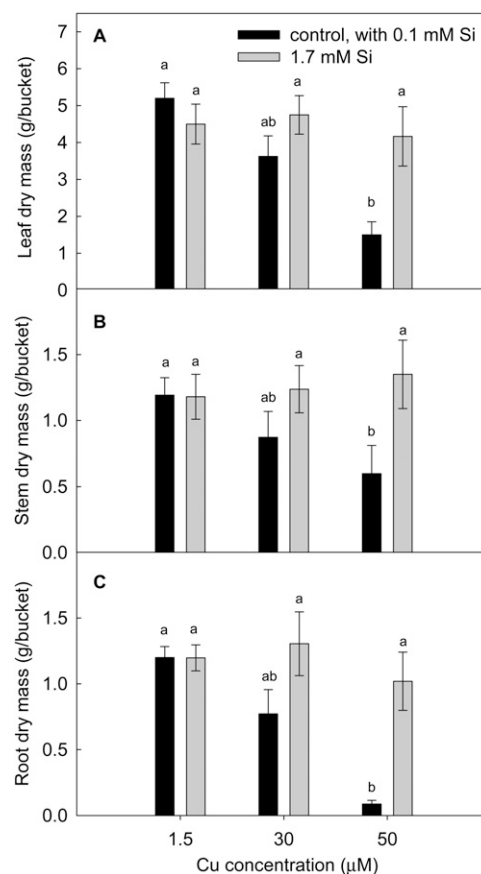 A
control, with 0.1 mM Si
1.7 mM Si
Leaf dry mass (g/bucket)
7
6
5
4
3
2
1
0
a
a
ab
a
b
a
B
Stem dry mass (g/bucket)
1.5
1.0
0.5
0.0
a
a
ab
a
b
a
C
Root dry mass (g/bucket)
1.5
1.0
0.5
0.0
a
a
ab
a
b
a
1.5
30
50
Cu concentration (µM)